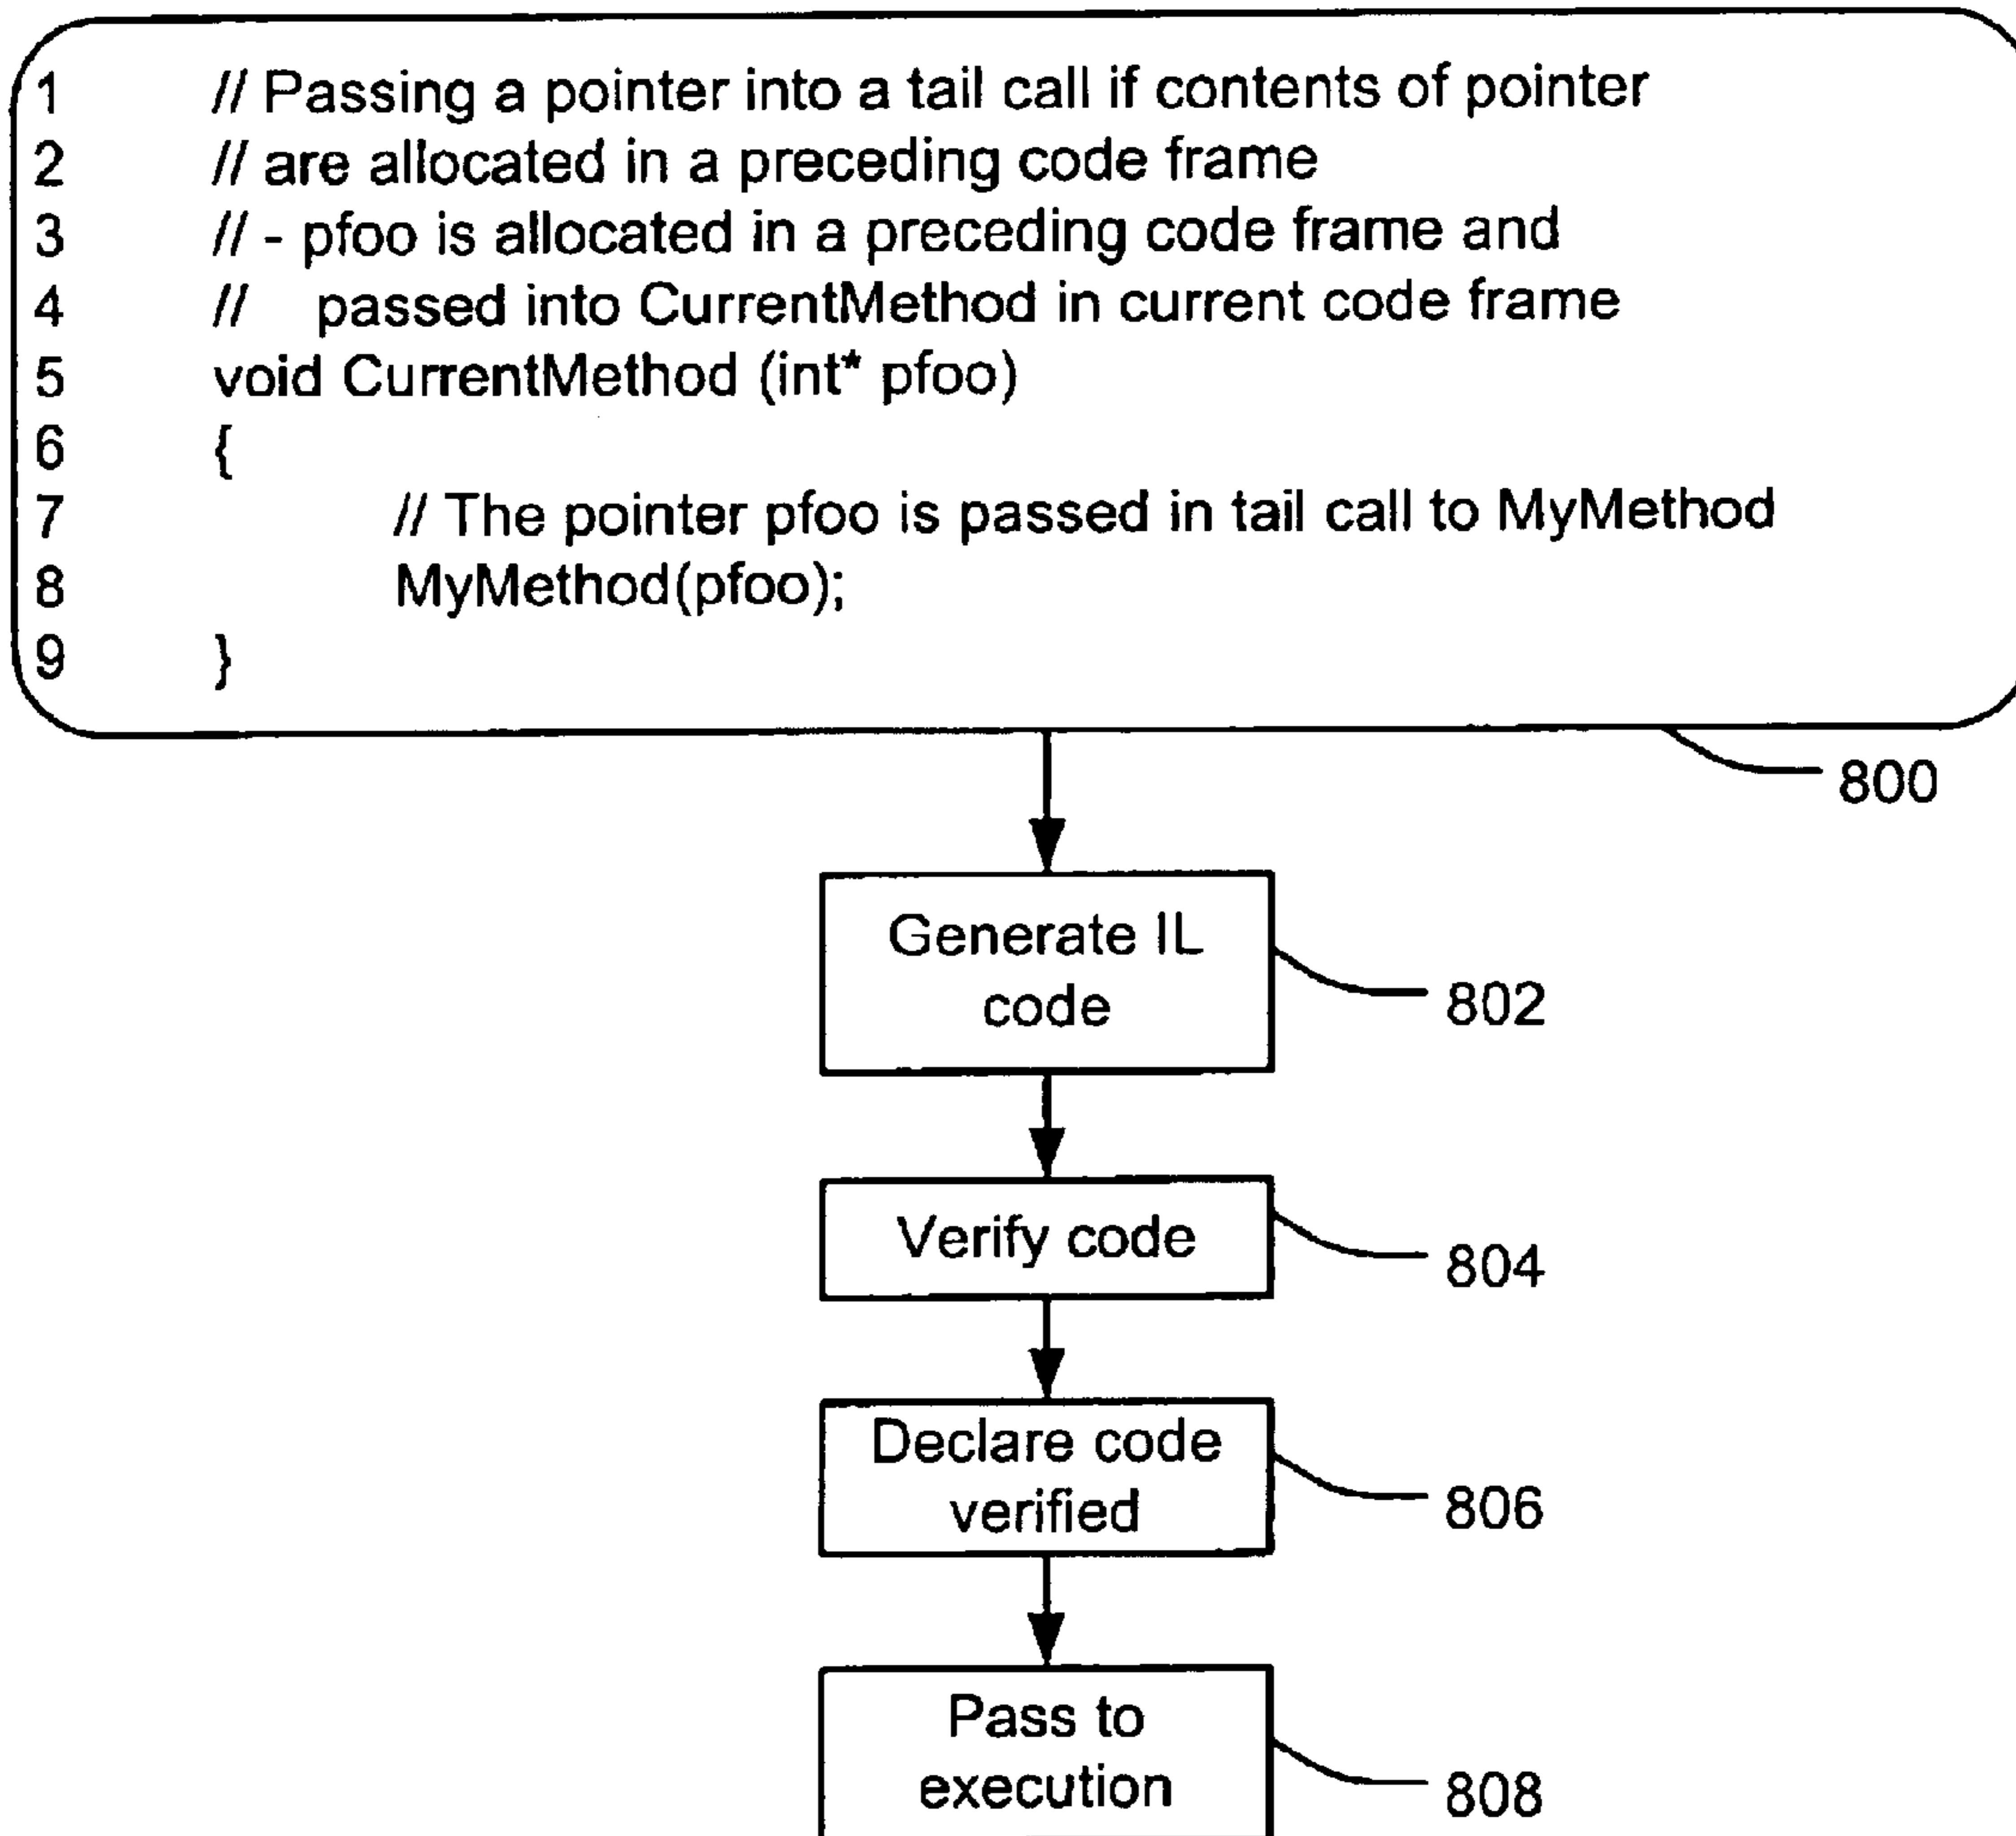 1 // Passing a pointer into a tail call if contents of pointer
2 // are allocated in a preceding code frame
3 // - pfoo is allocated in a preceding code frame and
4 // passed into CurrentMethod in current code frame
5 void CurrentMethod (int* pfoo)
6 {
7 // The pointer pfoo is passed in tail call to MyMethod
8 MyMethod(pfoo);
9 }
800
Generate IL
code
802
Verify code
804
Declare code
verified
806
Pass to
execution
808